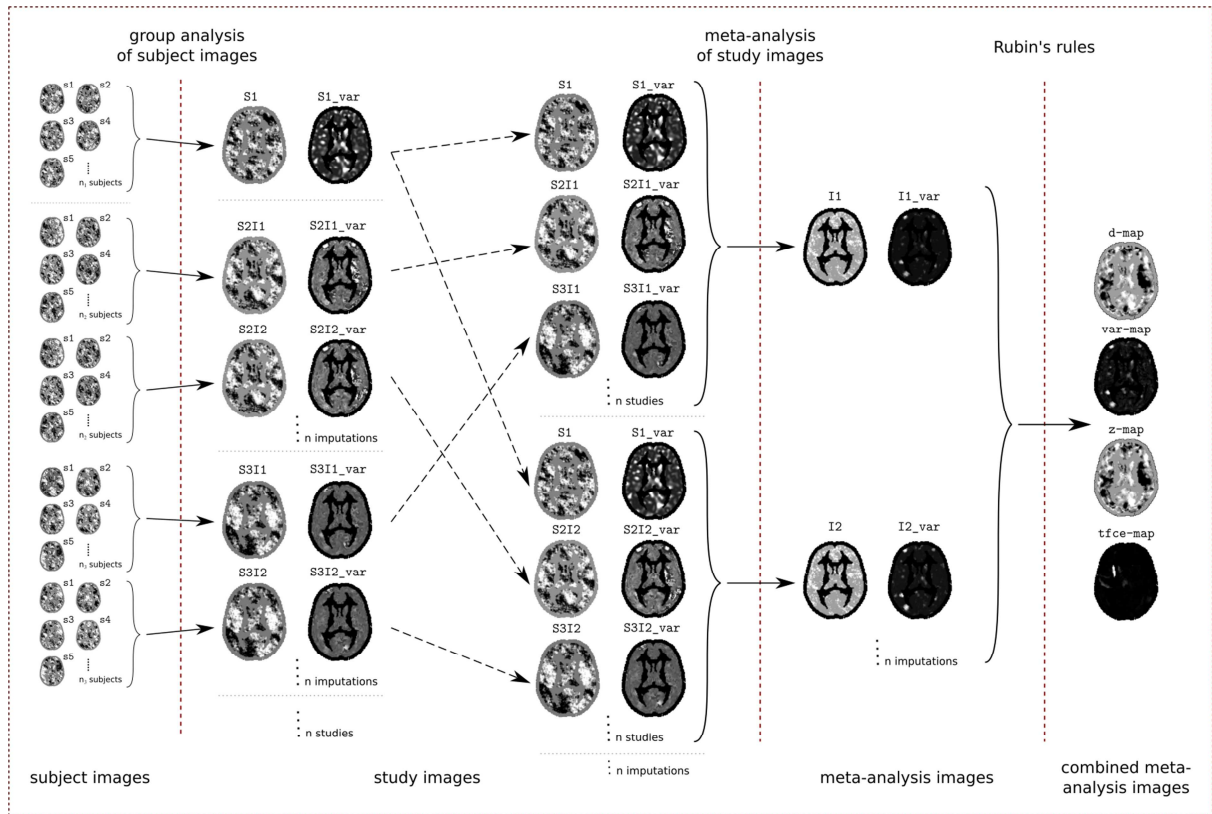 group analysis
of subject images
meta-analysis
of study images
Rubin's rules
s1
s2
s3
s4
s5
n1 subjects
s1
s2
s3
s4
s5
n2 subjects
s1
s2
s3
s4
s5
n2 subjects
s1
s2
s3
s4
s5
n3 subjects
s1
s2
s3
s4
s5
n3 subjects
S1
S1_var
S2I1
S2I1_var
S2I2
S2I2_var
n imputations
S3I1
S3I1_var
S3I2
S3I2_var
n imputations
n studies
S1
S1_var
S2I1
S2I1_var
S3I1
S3I1_var
n studies
S1
S1_var
S2I2
S2I2_var
S3I2
S3I2_var
n studies
n imputations
I1
I1_var
I2
I2_var
n imputations
d-map
var-map
z-map
tfce-map
subject images
study images
meta-analysis images
combined meta-
analysis images